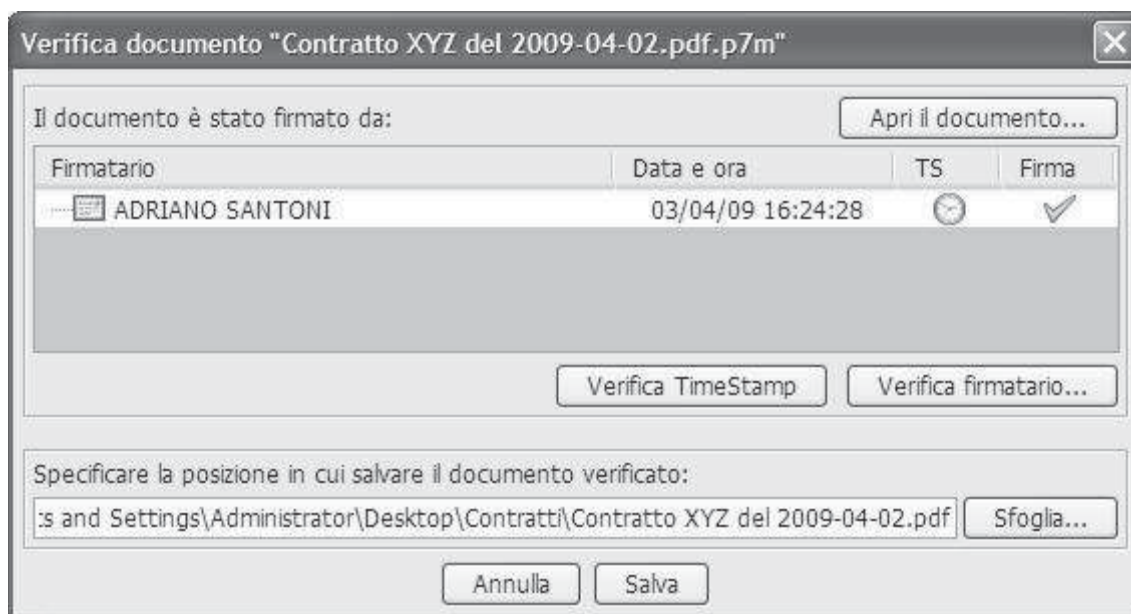 Verifica documento "Contratto XYZ del 2009-04-02.pdf.p7m"
Il documento è stato firmato da:
Apri il documento...
Firmatario Data e ora TS Firma
ADRIANO SANTONI 03/04/09 16:24:28
Verifica TimeStamp
Verifica firmatario...
Specificare la posizione in cui salvare il documento verificato:
:s and Settings\Administrator\Desktop\Contratti\Contratto XYZ del 2009-04-02.pdf
Sfoglia...
Annulla
Salva